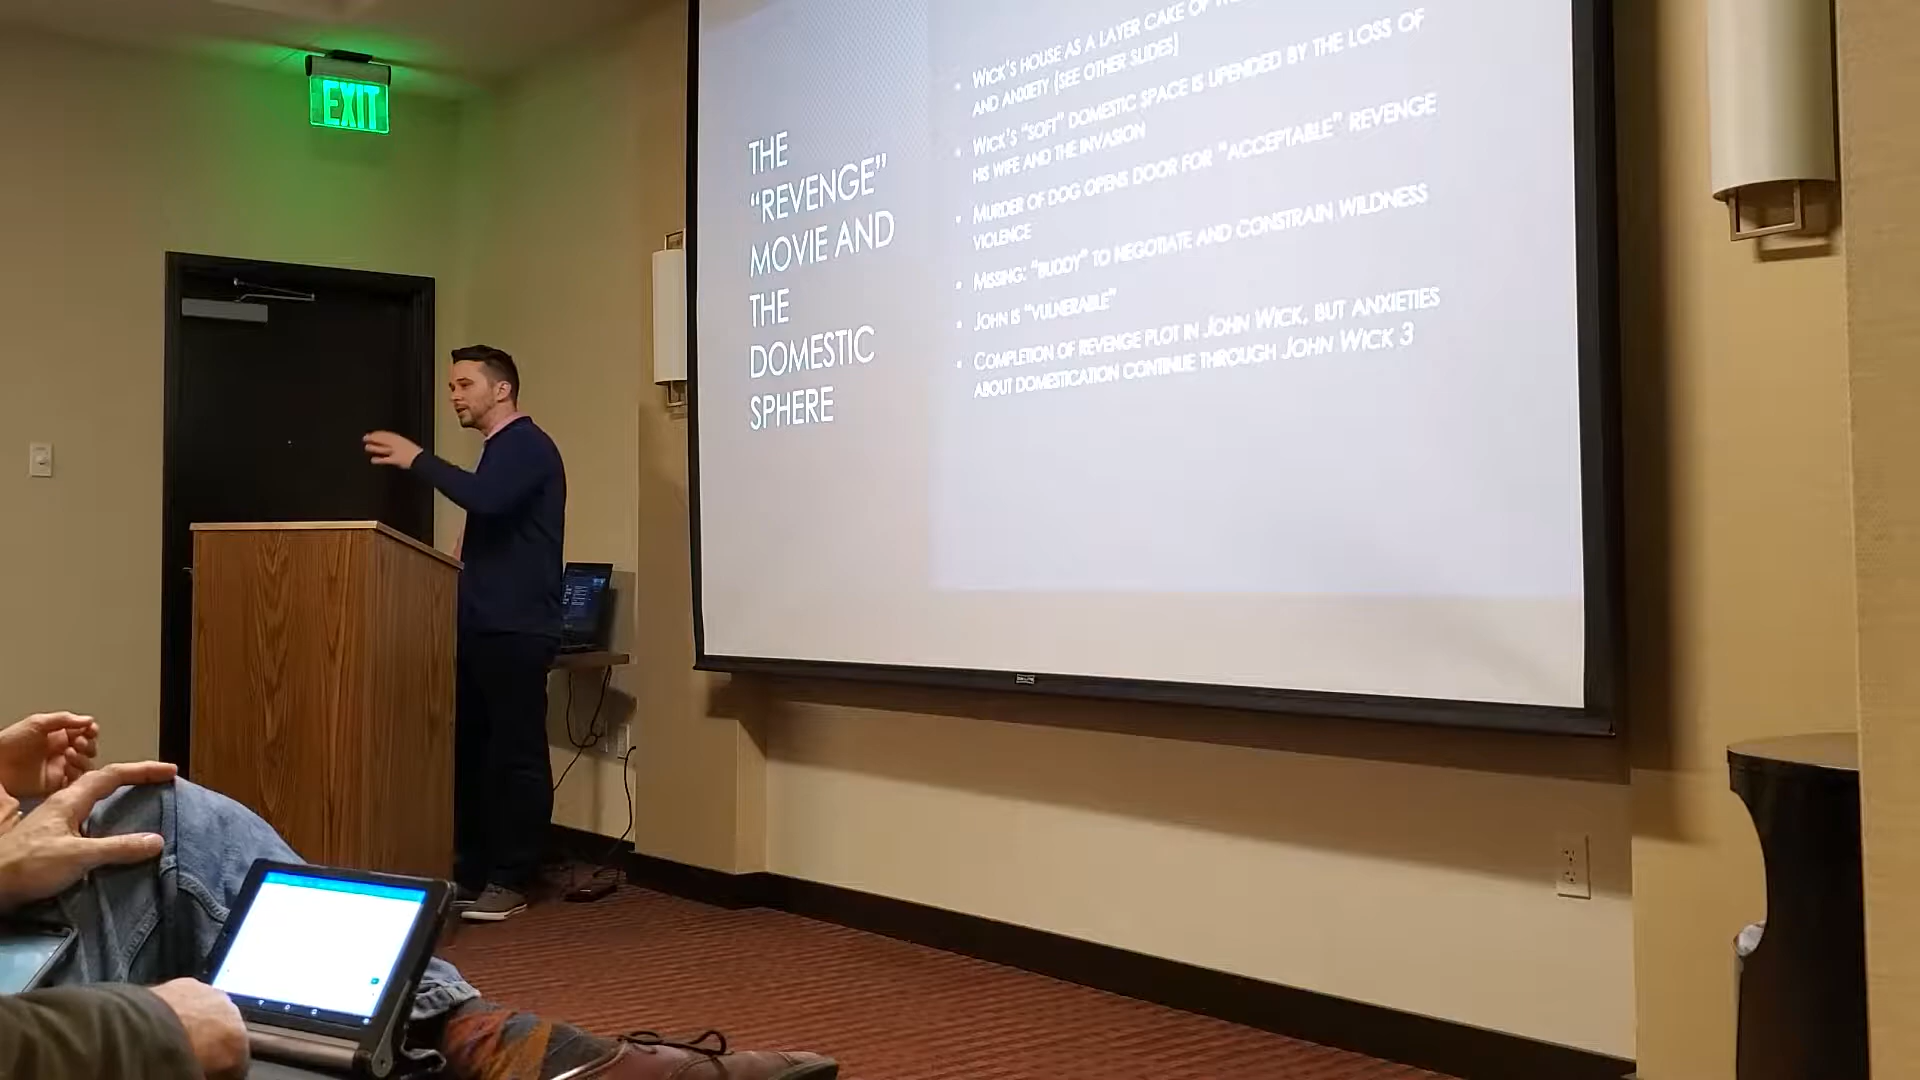 EXIT
THE
"REVENGE"
MOVIE AND
THE
DOMESTIC
SPHERE
WICK'S HOUSE AS A LAYER CAKE OF
AND ANXIETY (SEE OTHER SLIDES)
WICK'S "SOFT" DOMESTIC SPACE IS UPENDED BY THE LOSS OF
HIS WIFE AND THE INVASION
MURDER OF DOG OPENS DOOR FOR "ACCEPTABLE" REVENGE
VIOLENCE
MISSING: "BUDDY" TO NEGOTIATE AND CONSTRAIN WILDNESS
JOHN IS "VULNERABLE"
COMPLETION OF REVENGE PLOT IN JOHN WICK, BUT ANXIETIES
ABOUT DOMESTICATION CONTINUE THROUGH JOHN WICK 3